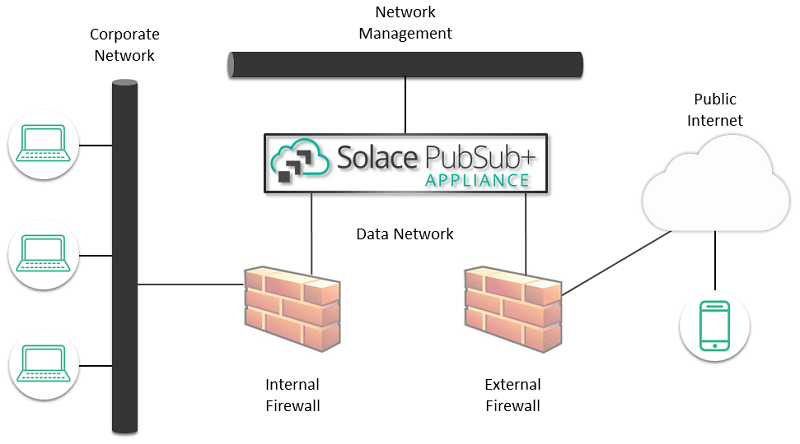 Network
Management
Corporate
Network
Public
Internet
Solace PubSub+
APPLIANCE
Data Network
Internal
Firewall
External
Firewall